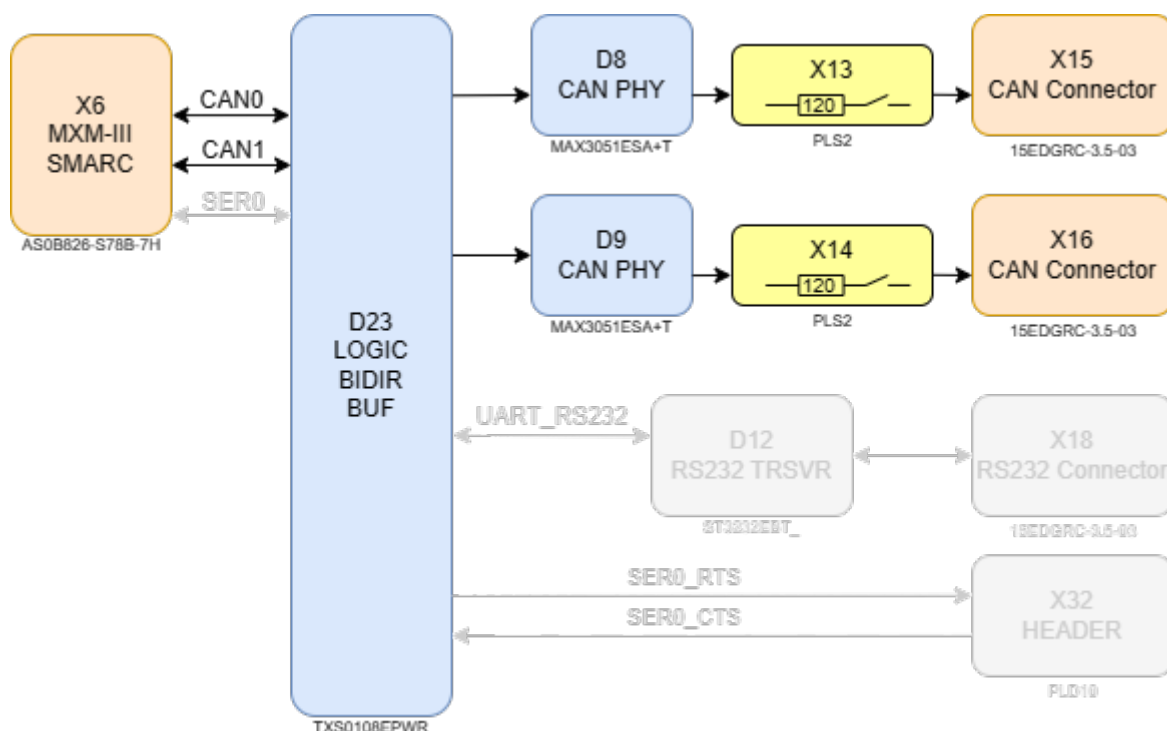 X6
MXM-III
SMARC
AS0B826-S78B-7H
CAN0
CAN1
SER0
D23
LOGIC
BIDIR
BUF
TXS0108EPWR
D8
CAN PHY
MAX3051ESA+T
X13
120
PLS2
X15
CAN Connector
15EDGRC-3.5-03
D9
CAN PHY
MAX3051ESA+T
X14
120
PLS2
X16
CAN Connector
15EDGRC-3.5-03
UART_RS232
D12
RS232 TRSVR
ST3232EBT_
X18
RS232 Connector
15EDGRC-3.5-03
SER0_RTS
SER0_CTS
X32
HEADER
PLD10